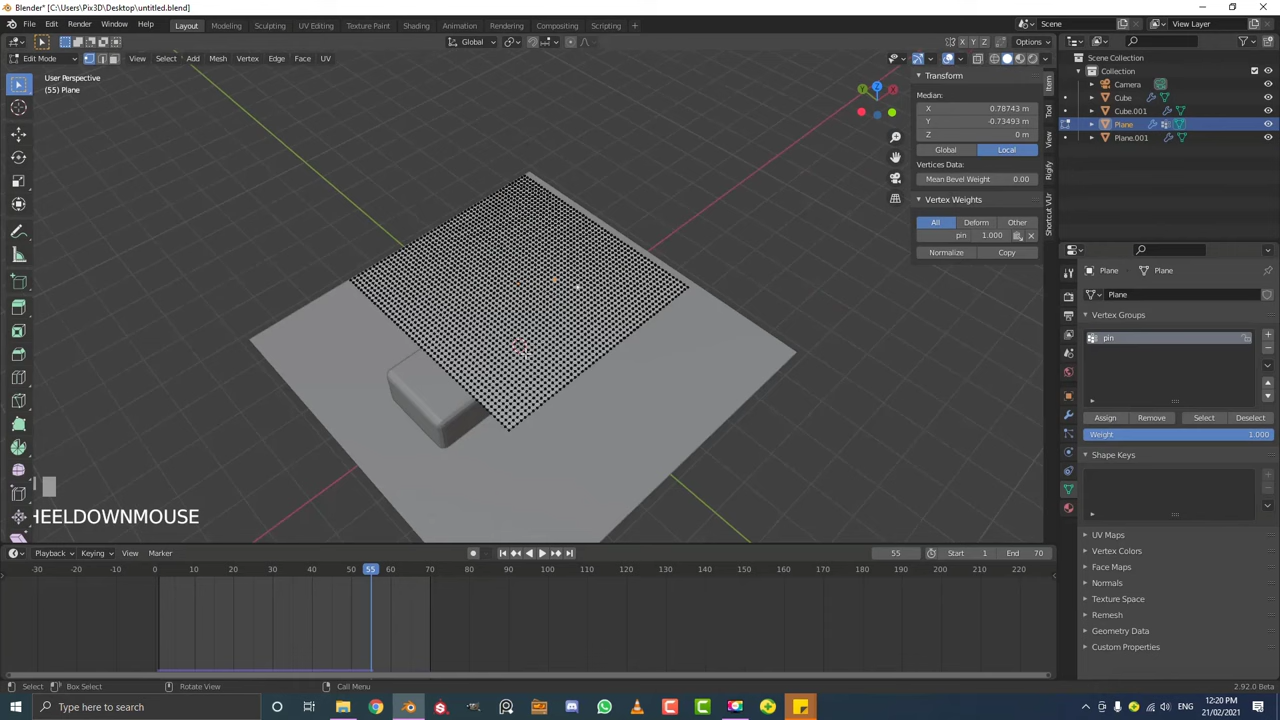 Blender* [C:\Users\Pix3D\Desktop\untitled.blend]
File Edit Render Window Help Layout Modeling Sculpting UV Editing Texture Paint Shading Animation Rendering Compositing Scripting + Scene View Layer
Global X Y Z Options
Edit Mode View Select Add Mesh Vertex Edge Face UV
User Perspective
(55) Plane
Transform
Median:
X 0.78743 m
Y -0.73493 m
Z 0 m
Global Local
Vertices Data:
Mean Bevel Weight 0.00
Vertex Weights
All Deform Other
pin 1.000
Normalize Copy
Item
Tool
View
Rigify
Shortcut VUr
Z
Y
X
Scene Collection
Collection
Camera
Cube
Cube.001
Plane
Plane.001
Plane Plane
Plane
Vertex Groups
pin
Assign Remove Select Deselect
Weight 1.000
Shape Keys
UV Maps
Vertex Colors
Face Maps
Normals
Texture Space
Remesh
Geometry Data
Custom Properties
HEELDOWNMOUSE
Playback Keying View Marker 55 Start 1 End 70
-30 -20 -10 0 10 20 30 40 50 55 60 70 80 90 100 110 120 130 140 150 160 170 180 190 200 210 220
Select Box Select Rotate View Call Menu 2.92.0 Beta
Type here to search
ENG
12:20 PM
21/02/2021